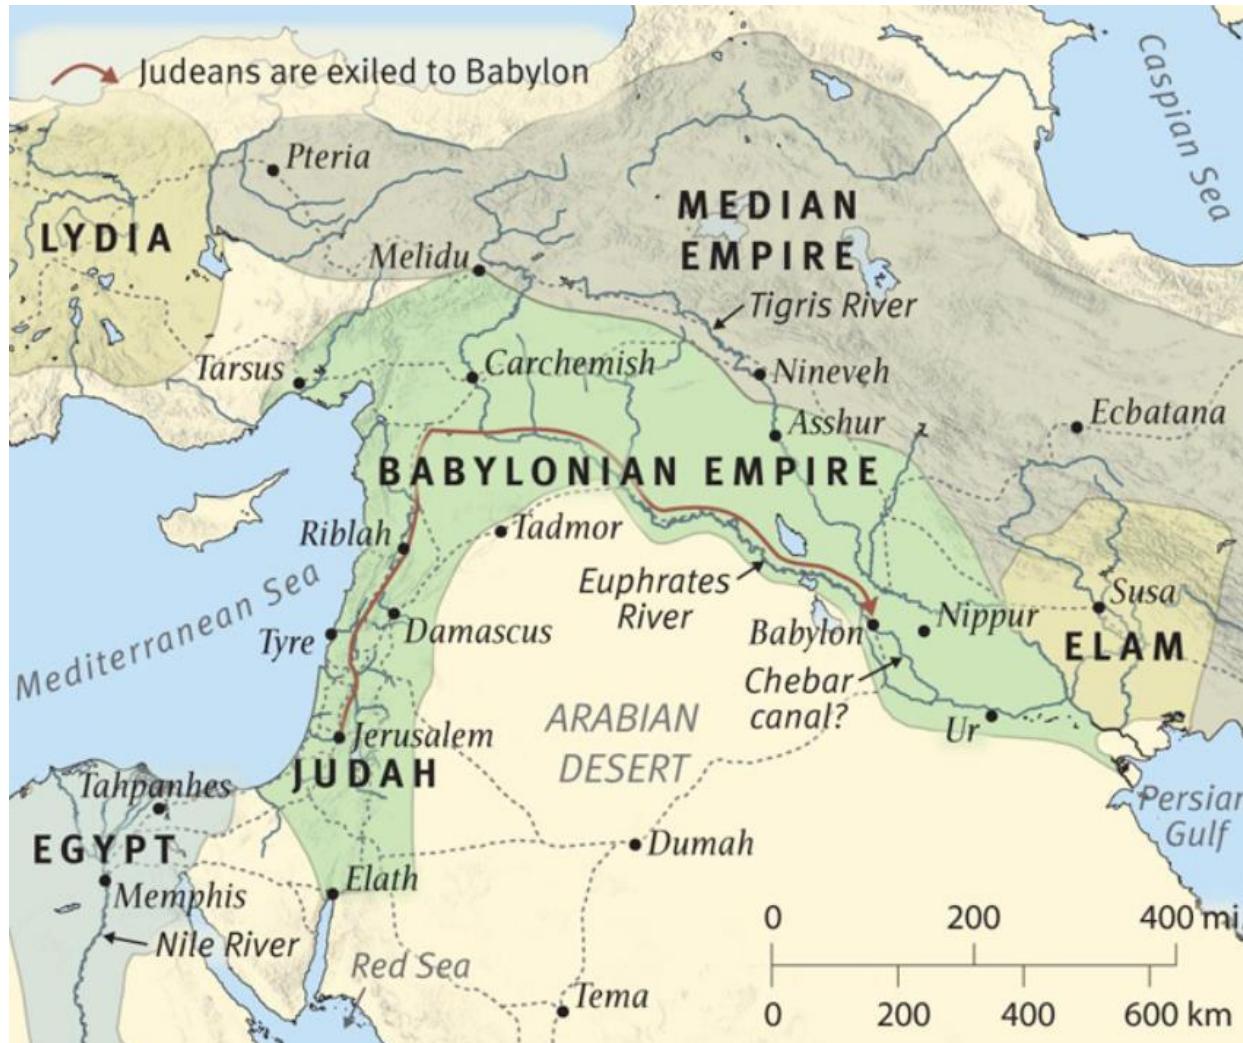 Judeans are exiled to Babylon
Caspian Sea
Pteria
MEDIAN
EMPIRE
LYDIA
Melidu
Tigris River
Tarsus
Carchemish
Nineveh
Ecbatana
Asshur
BABYLONIAN EMPIRE
Riblah
Tadmor
Mediterranean Sea
Euphrates
River
Susa
Tyre
Damascus
Babylon
Nippur
ELAM
Chebar
canal?
ARABIAN
DESERT
Ur
Jerusalem
JUDAH
Tahpanhes
Persian
Gulf
EGYPT
Dumah
Elath
Memphis
Nile River
Red Sea
Tema
0 200 400 mi
0 200 400 600 km